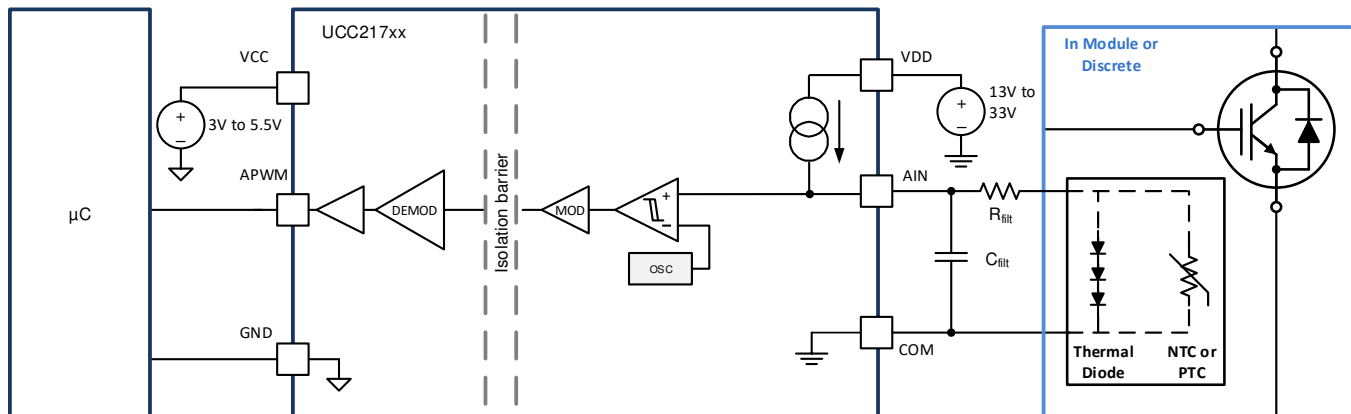 UCC217xx
In Module or
Discrete
VCC
VDD
+
−
3V to 5.5V
+
−
13V to
33V
APWM
AIN
µC
DEMOD
Isolation barrier
MOD
+
−
Rfilt
OSC
Cfilt
GND
COM
Thermal
Diode
NTC or
PTC